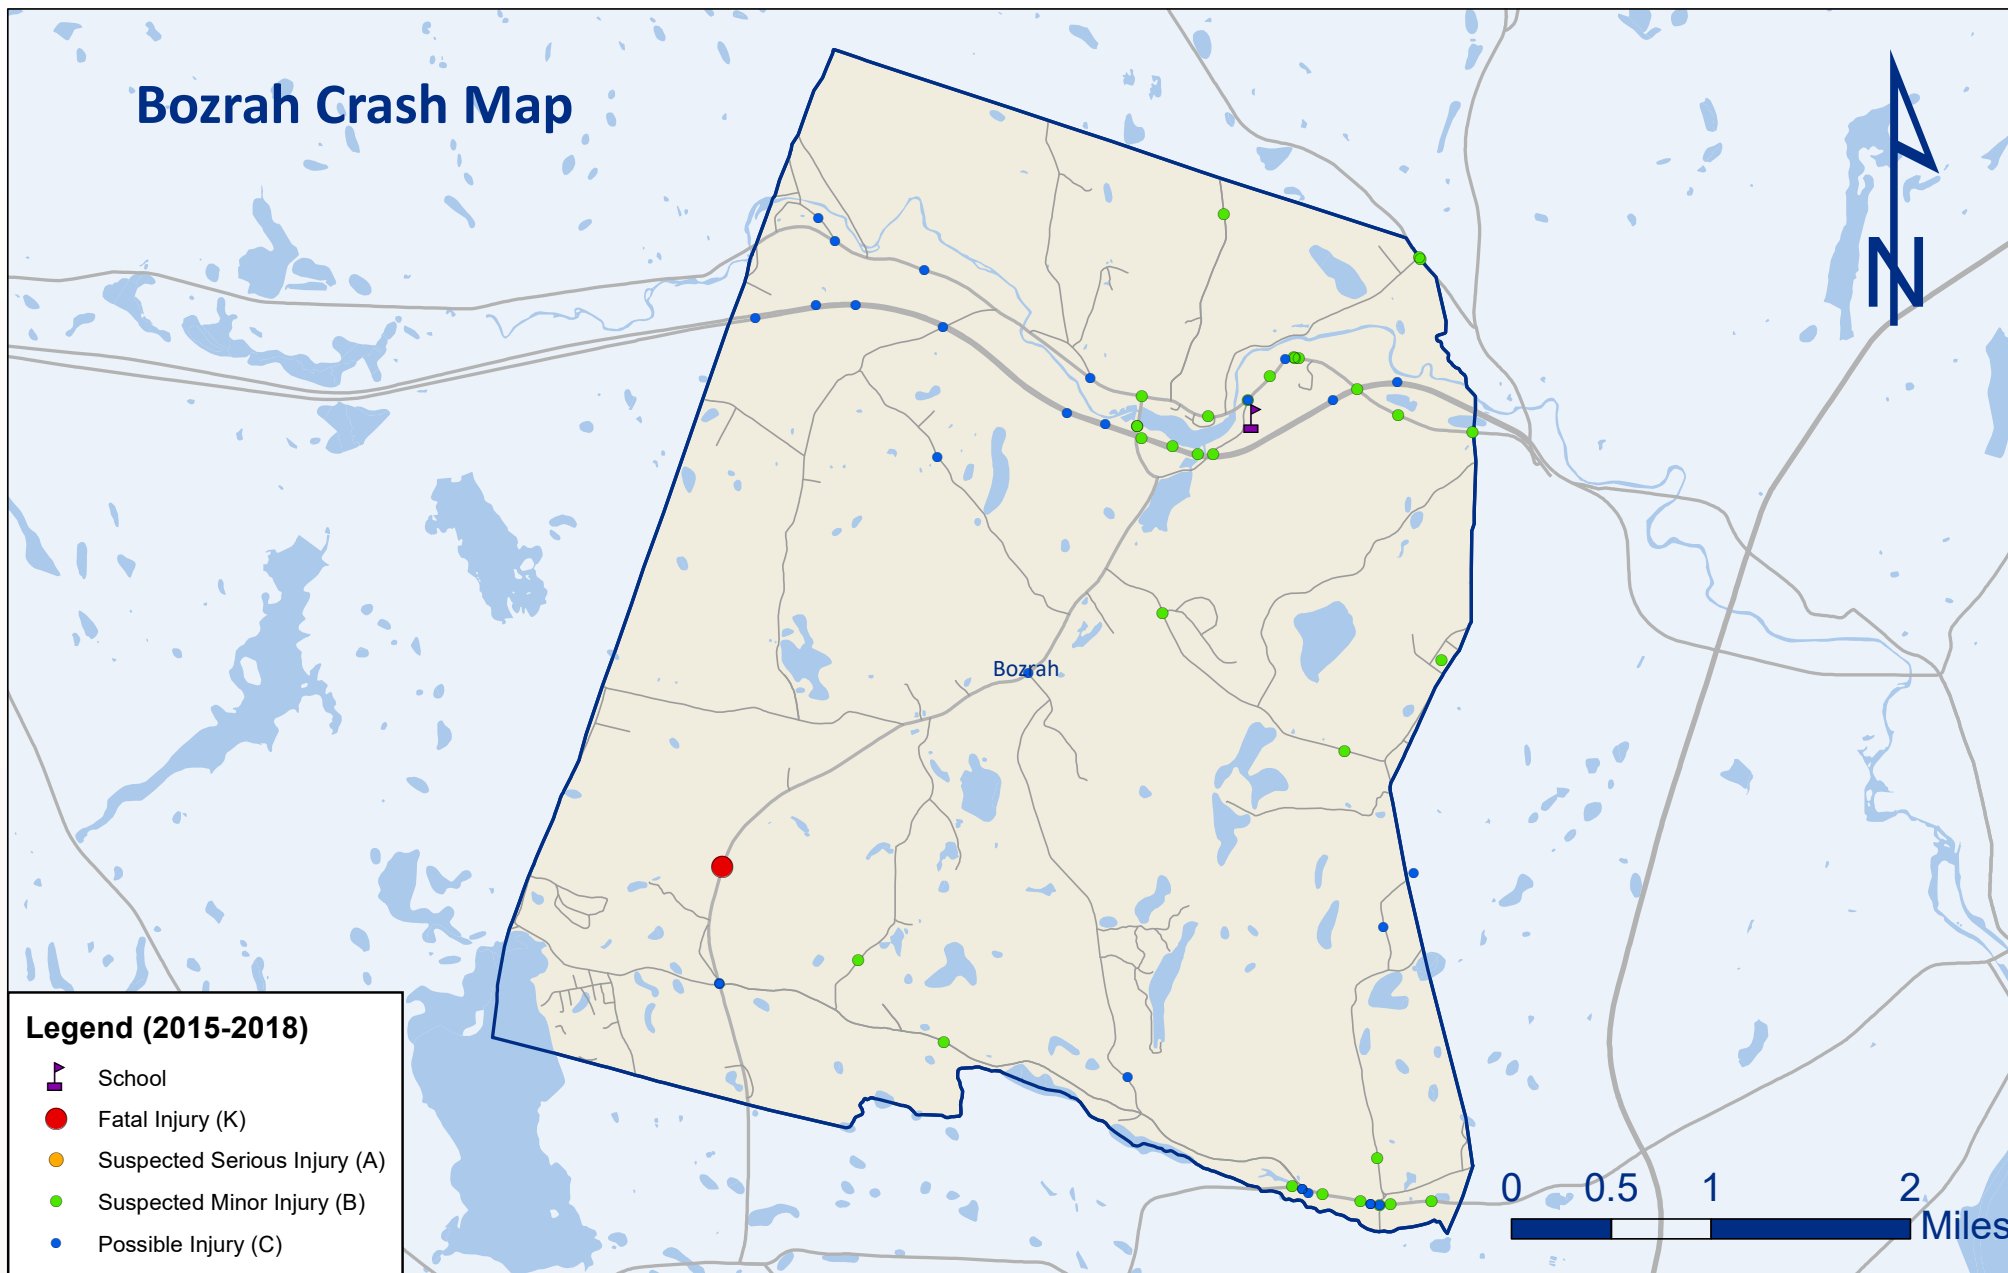 Bozrah Crash Map
N
Bozrah
Legend (2015-2018)
School
Fatal Injury (K)
Suspected Serious Injury (A)
Suspected Minor Injury (B)
Possible Injury (C)
0 0.5 1 2
Miles